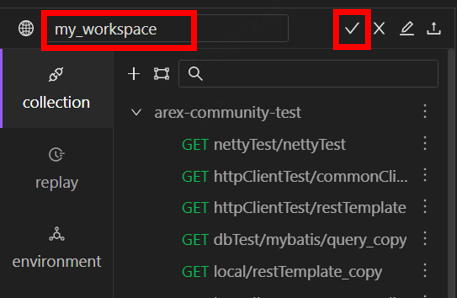 my_workspace
collection
replay
environment
arex-community-test
GET nettyTest/nettyTest
GET httpClientTest/commonCli...
GET httpClientTest/restTemplate
GET dbTest/mybatis/query_copy
GET local/restTemplate_copy